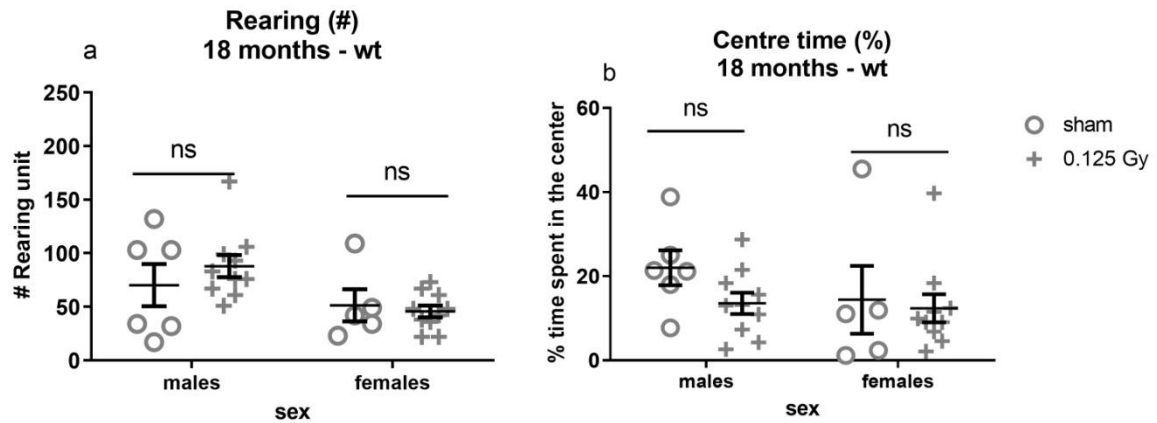 a
Rearing (#)
18 months - wt
# Rearing unit
250
200
150
100
50
0
ns
ns
males
females
sex
b
Centre time (%)
18 months - wt
% time spent in the center
60
40
20
0
ns
ns
males
females
sex
sham
0.125 Gy